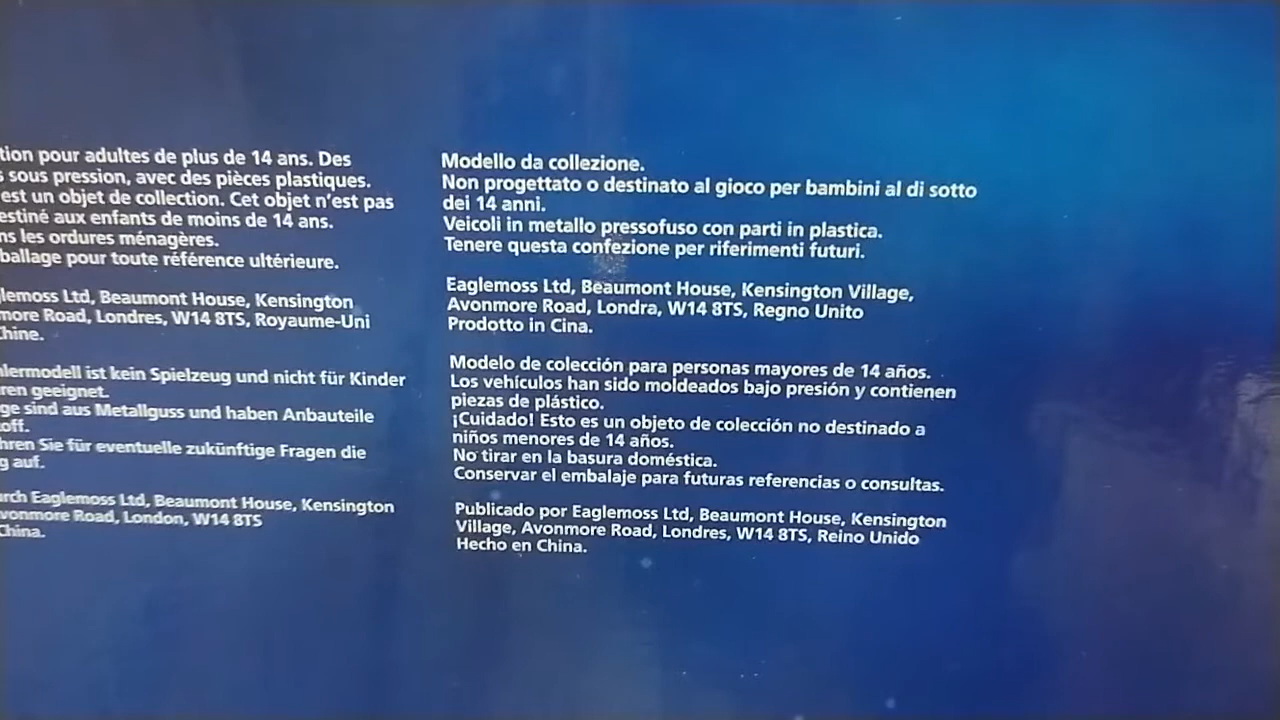 tion pour adultes de plus de 14 ans. Des
sous pression, avec des pièces plastiques.
est un objet de collection. Cet objet n'est pas
estiné aux enfants de moins de 14 ans.
ns les ordures ménagères.
ballage pour toute référence ultérieure.
lemoss Ltd, Beaumont House, Kensington
more Road, Londres, W14 8TS, Royaume-Uni
hine.
lermodell ist kein Spielzeug und nicht für Kinder
ren geeignet.
ge sind aus Metallguss und haben Anbauteile
off.
hren Sie für eventuelle zukünftige Fragen die
g auf.
rch Eaglemoss Ltd, Beaumont House, Kensington
vonmore Road, London, W14 8TS
China.
Modello da collezione.
Non progettato o destinato al gioco per bambini al di sotto
dei 14 anni.
Veicoli in metallo pressofuso con parti in plastica.
Tenere questa confezione per riferimenti futuri.
Eaglemoss Ltd, Beaumont House, Kensington Village,
Avonmore Road, Londra, W14 8TS, Regno Unito
Prodotto in Cina.
Modelo de colección para personas mayores de 14 años.
Los vehículos han sido moldeados bajo presión y contienen
piezas de plástico.
¡Cuidado! Esto es un objeto de colección no destinado a
niños menores de 14 años.
No tirar en la basura doméstica.
Conservar el embalaje para futuras referencias o consultas.
Publicado por Eaglemoss Ltd, Beaumont House, Kensington
Village, Avonmore Road, Londres, W14 8TS, Reino Unido
Hecho en China.